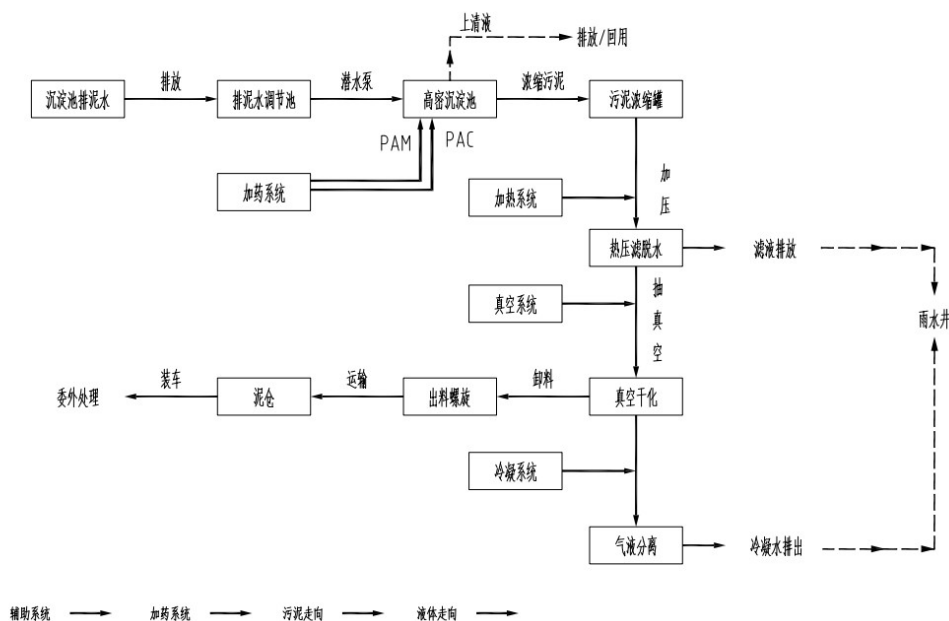 上清液
排放/回用
沉淀池排泥水
排放
排泥水调节池
潜水泵
高密沉淀池
浓缩污泥
污泥浓缩罐
PAM
PAC
加药系统
加热系统
加压
热压滤脱水
滤液排放
真空系统
抽真空
雨水井
委外处理
装车
泥仓
运输
出料螺旋
卸料
真空干化
冷凝系统
气液分离
冷凝水排出
辅助系统
加药系统
污泥走向
液体走向